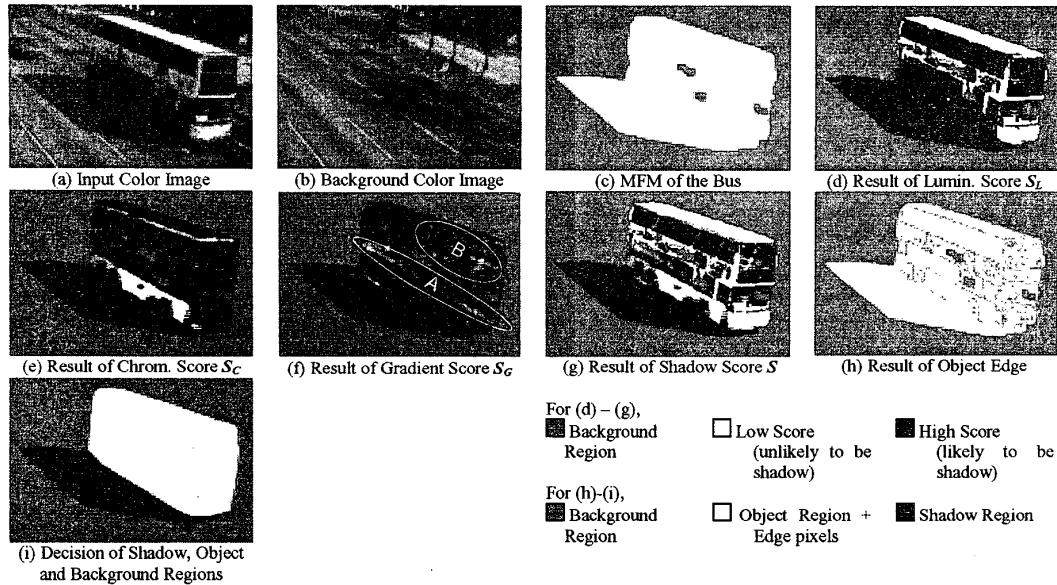 (a) Input Color Image
(b) Background Color Image
(c) MFM of the Bus
(d) Result of Lumin. Score S_L
(e) Result of Chrom. Score S_C
B
A
(f) Result of Gradient Score S_G
(g) Result of Shadow Score S
(h) Result of Object Edge
(i) Decision of Shadow, Object
and Background Regions
For (d) – (g),
Background
Region
Low Score
(unlikely to be
shadow)
High Score
(likely to be
shadow)
For (h)-(i),
Background
Region
Object Region +
Edge pixels
Shadow Region